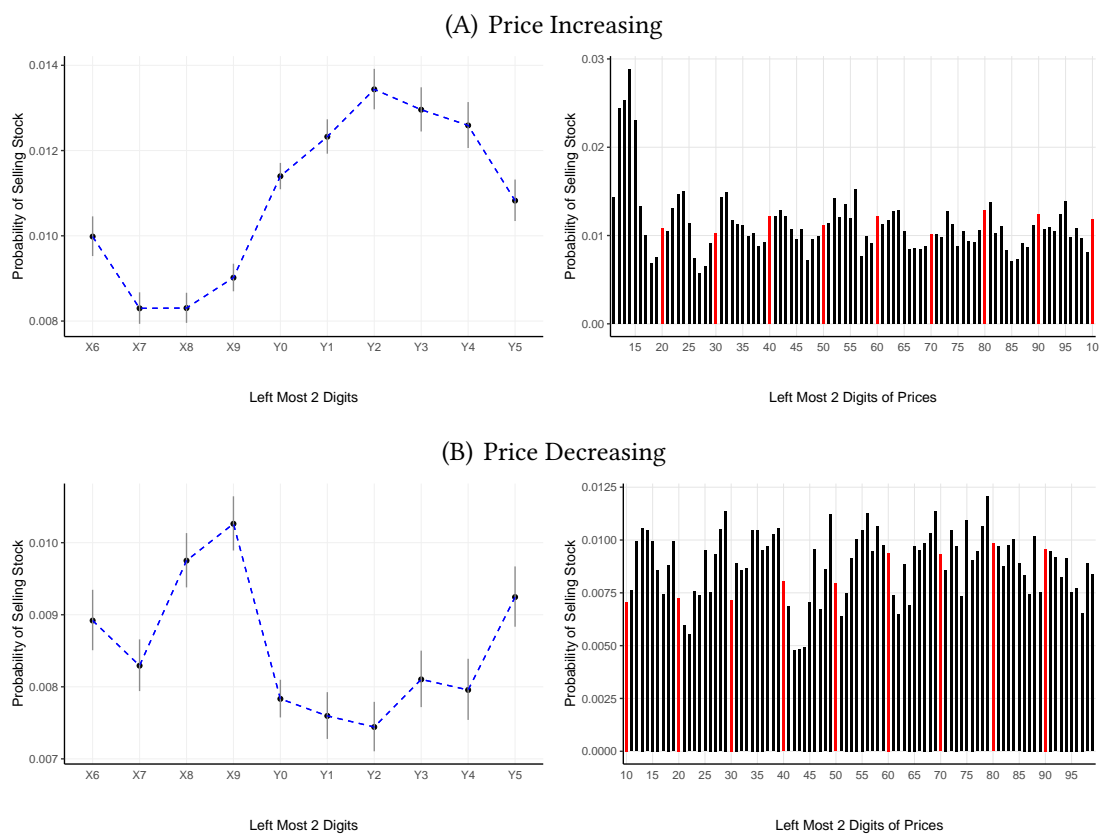 (A) Price Increasing
Probability of Selling Stock
0.014
0.012
0.010
0.008
X6 X7 X8 X9 Y0 Y1 Y2 Y3 Y4 Y5
Left Most 2 Digits
Probability of Selling Stock
0.03
0.02
0.01
0.00
15 20 25 30 35 40 45 50 55 60 65 70 75 80 85 90 95 10
Left Most 2 Digits of Prices
(B) Price Decreasing
Probability of Selling Stock
0.010
0.009
0.008
0.007
X6 X7 X8 X9 Y0 Y1 Y2 Y3 Y4 Y5
Left Most 2 Digits
Probability of Selling Stock
0.0125
0.0100
0.0075
0.0050
0.0025
0.0000
10 15 20 25 30 35 40 45 50 55 60 65 70 75 80 85 90 95
Left Most 2 Digits of Prices